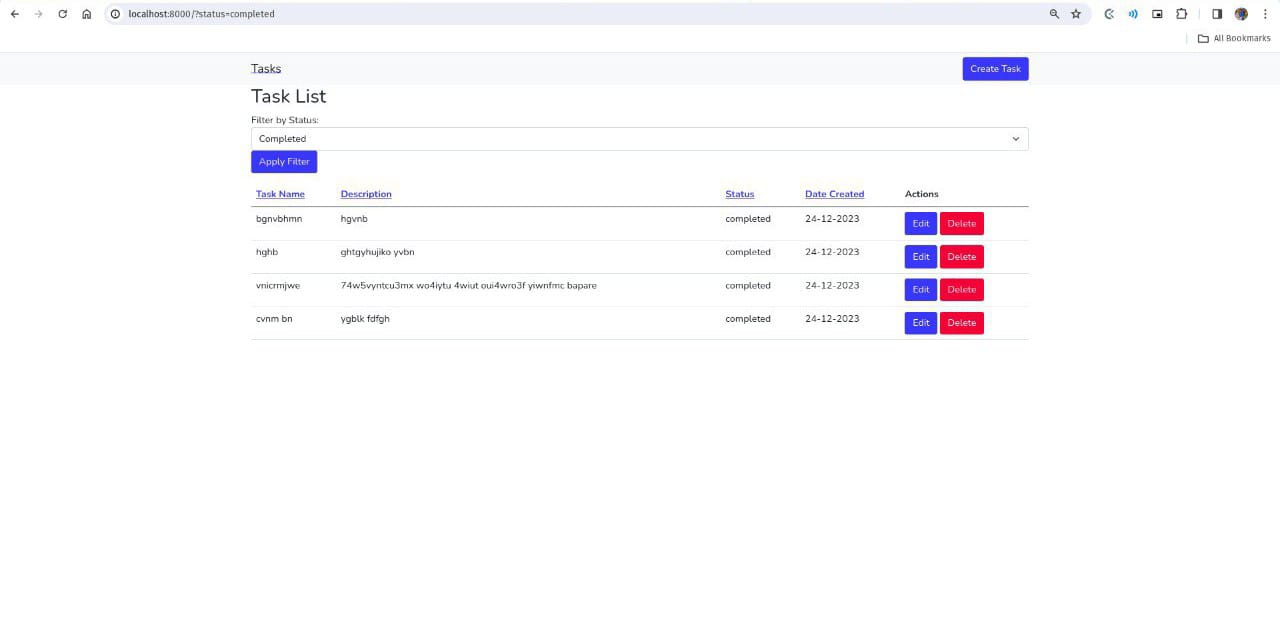 localhost:8000/?status=completed
All Bookmarks
Tasks Create Task
Task List
Filter by Status:
Completed
Apply Filter
Task Name Description Status Date Created Actions
bgnvbhmn hgvnb completed 24-12-2023 Edit Delete
hghb ghtgyhujiko yvbn completed 24-12-2023 Edit Delete
vnicrmjwe 74w5vyntcu3mx wo4iytu 4wiut oui4wro3f yiwnfmc bapare completed 24-12-2023 Edit Delete
cvnm bn ygblk fdfgh completed 24-12-2023 Edit Delete